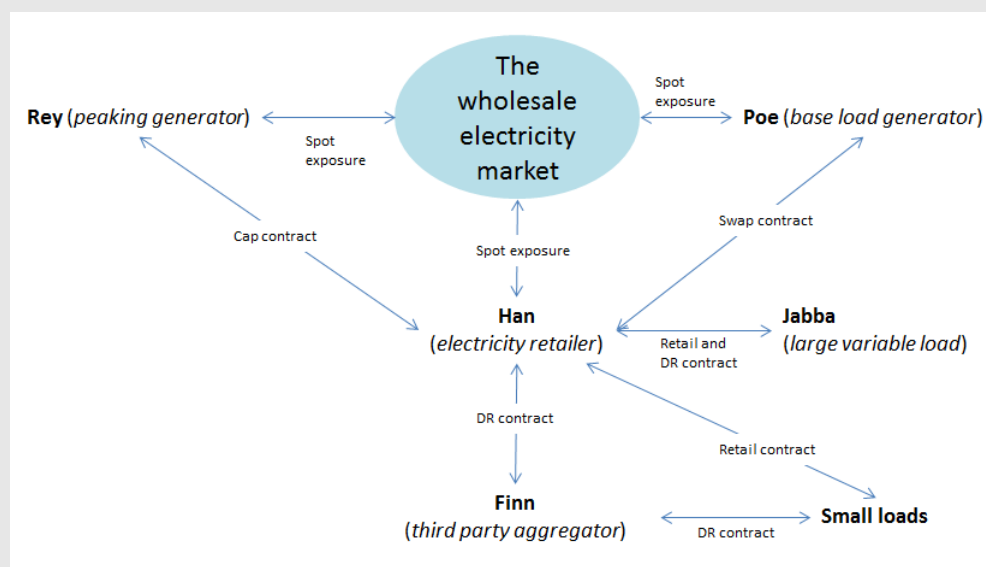 The
wholesale
electricity
market
Spot
exposure
Rey (peaking generator)
Poe (base load generator)
Spot
exposure
Cap contract
Swap contract
Spot exposure
Han
(electricity retailer)
Jabba
(large variable load)
Retail and
DR contract
DR contract
Retail contract
Finn
(third party aggregator)
Small loads
DR contract